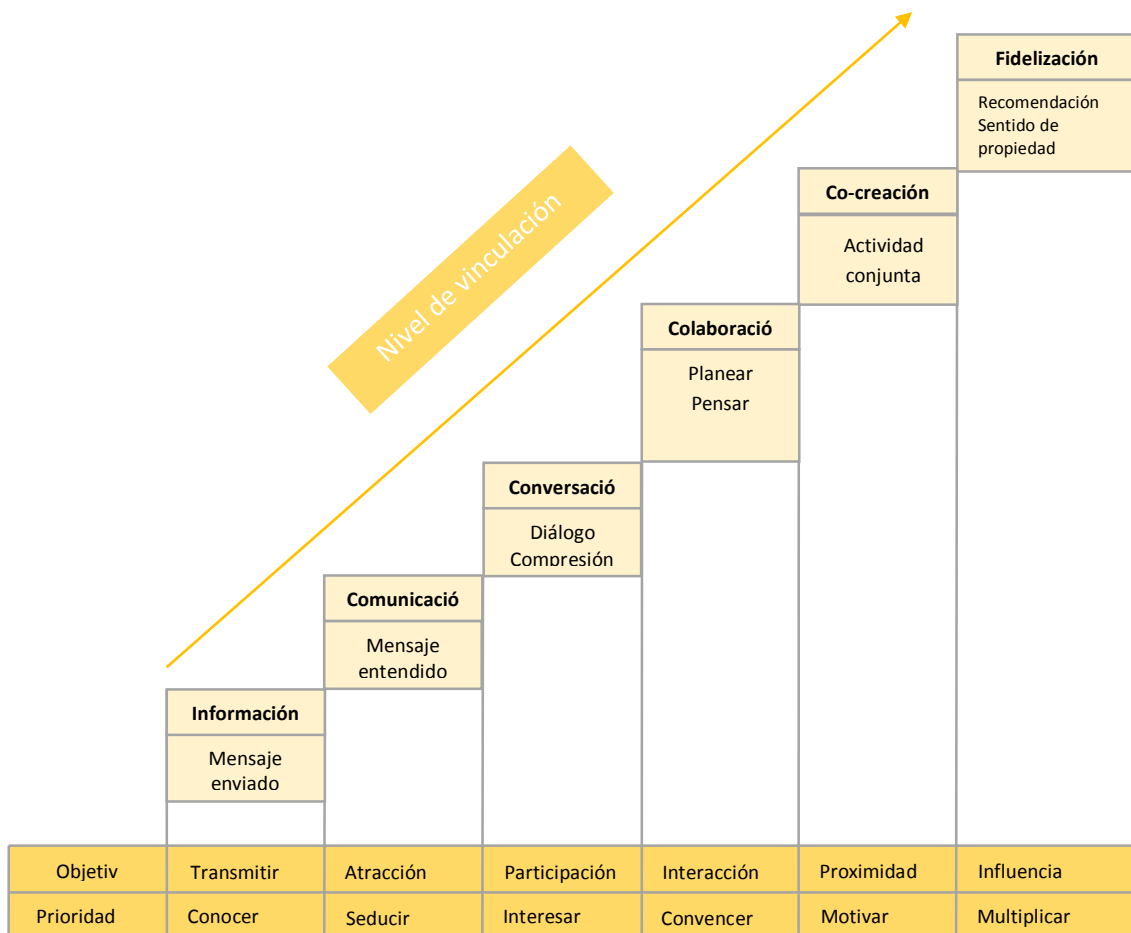 Fidelización
Recomendación
Sentido de
propiedad
Co-creación
Actividad
conjunta
Nivel de vinculación
Colaboració
Planear
Pensar
Conversació
Diálogo
Compresión
Comunicació
Mensaje
entendido
Información
Mensaje
enviado
Objetiv Transmitir Atracción Participación Interacción Proximidad Influencia
Prioridad Conocer Seducir Interesar Convencer Motivar Multiplicar